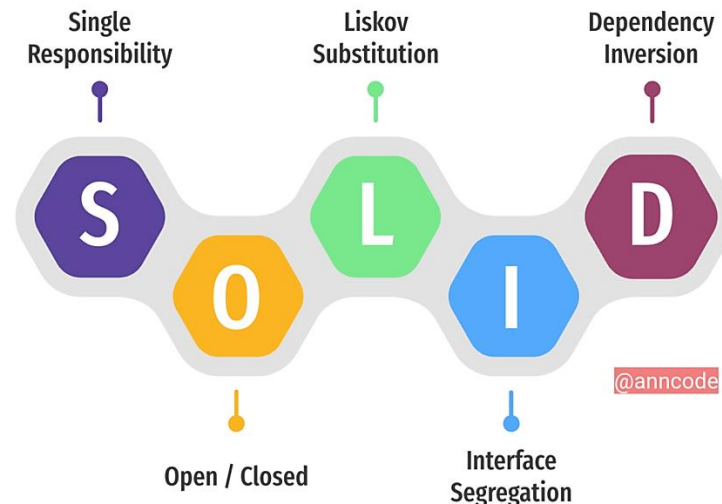 Single
Responsibility
Liskov
Substitution
Dependency
Inversion
S
O
L
I
D
@anncode
Open / Closed
Interface
Segregation